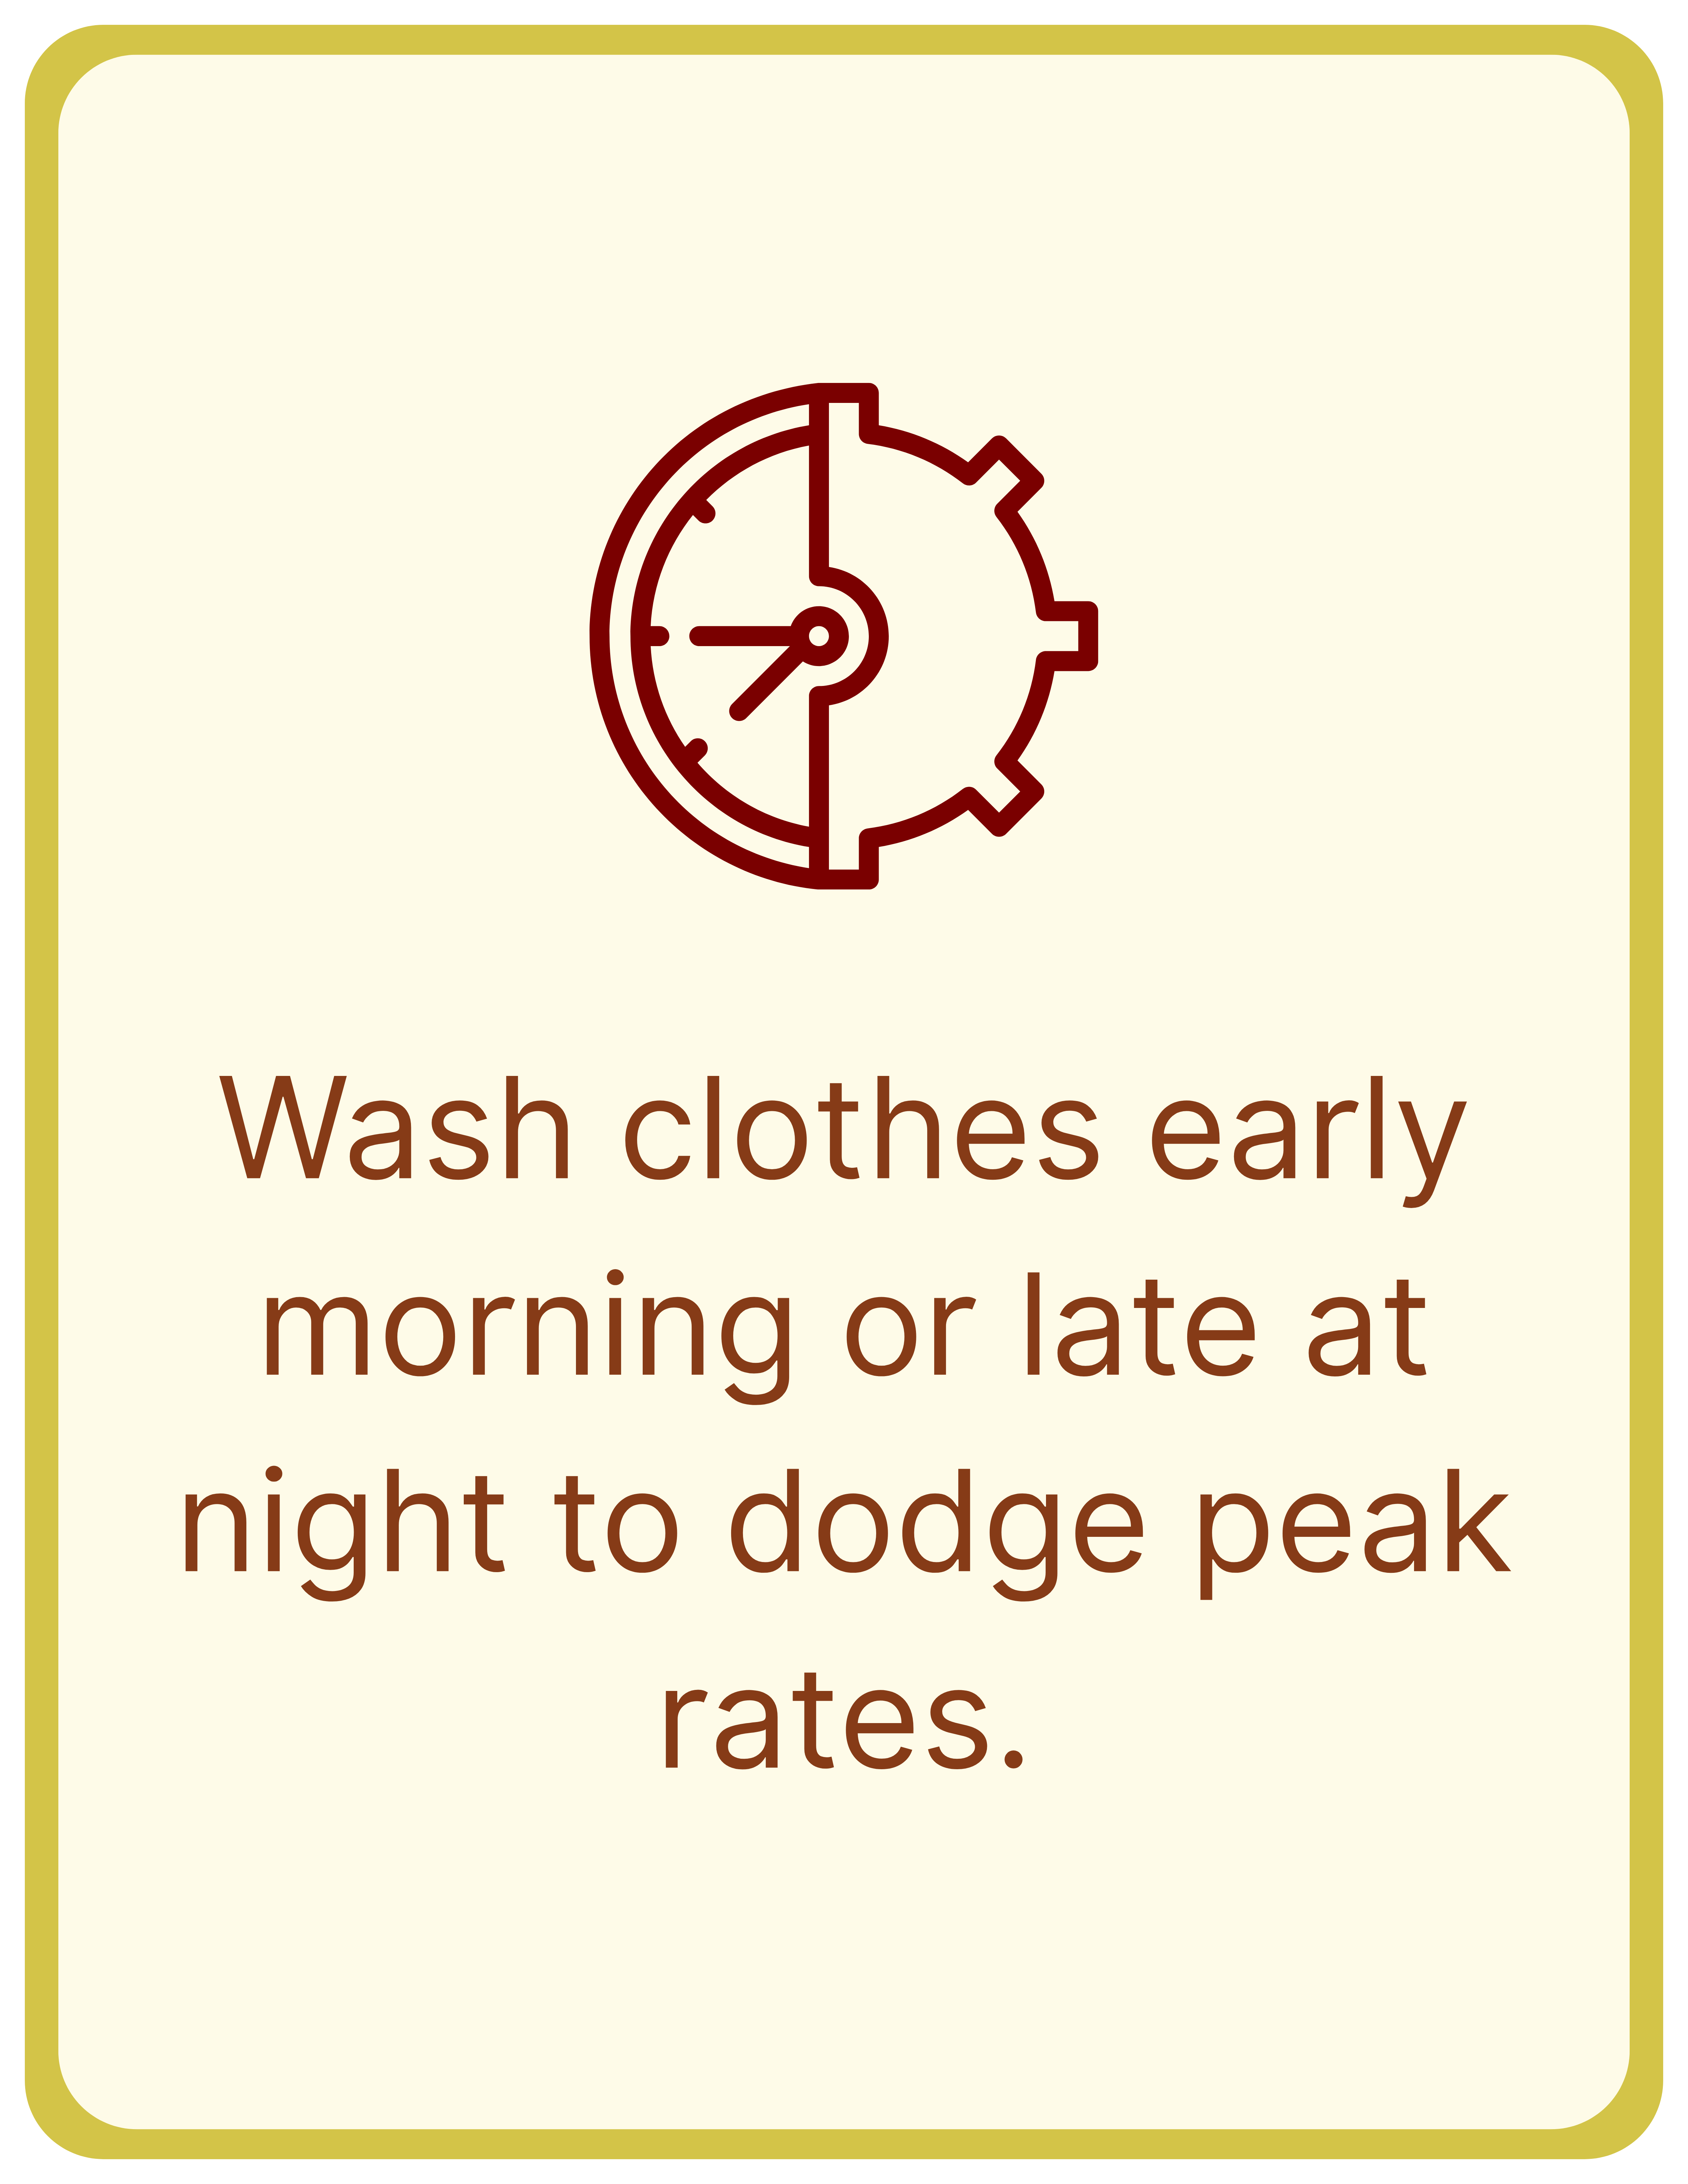 Wash clothes early
morning or late at
night to dodge peak
rates.